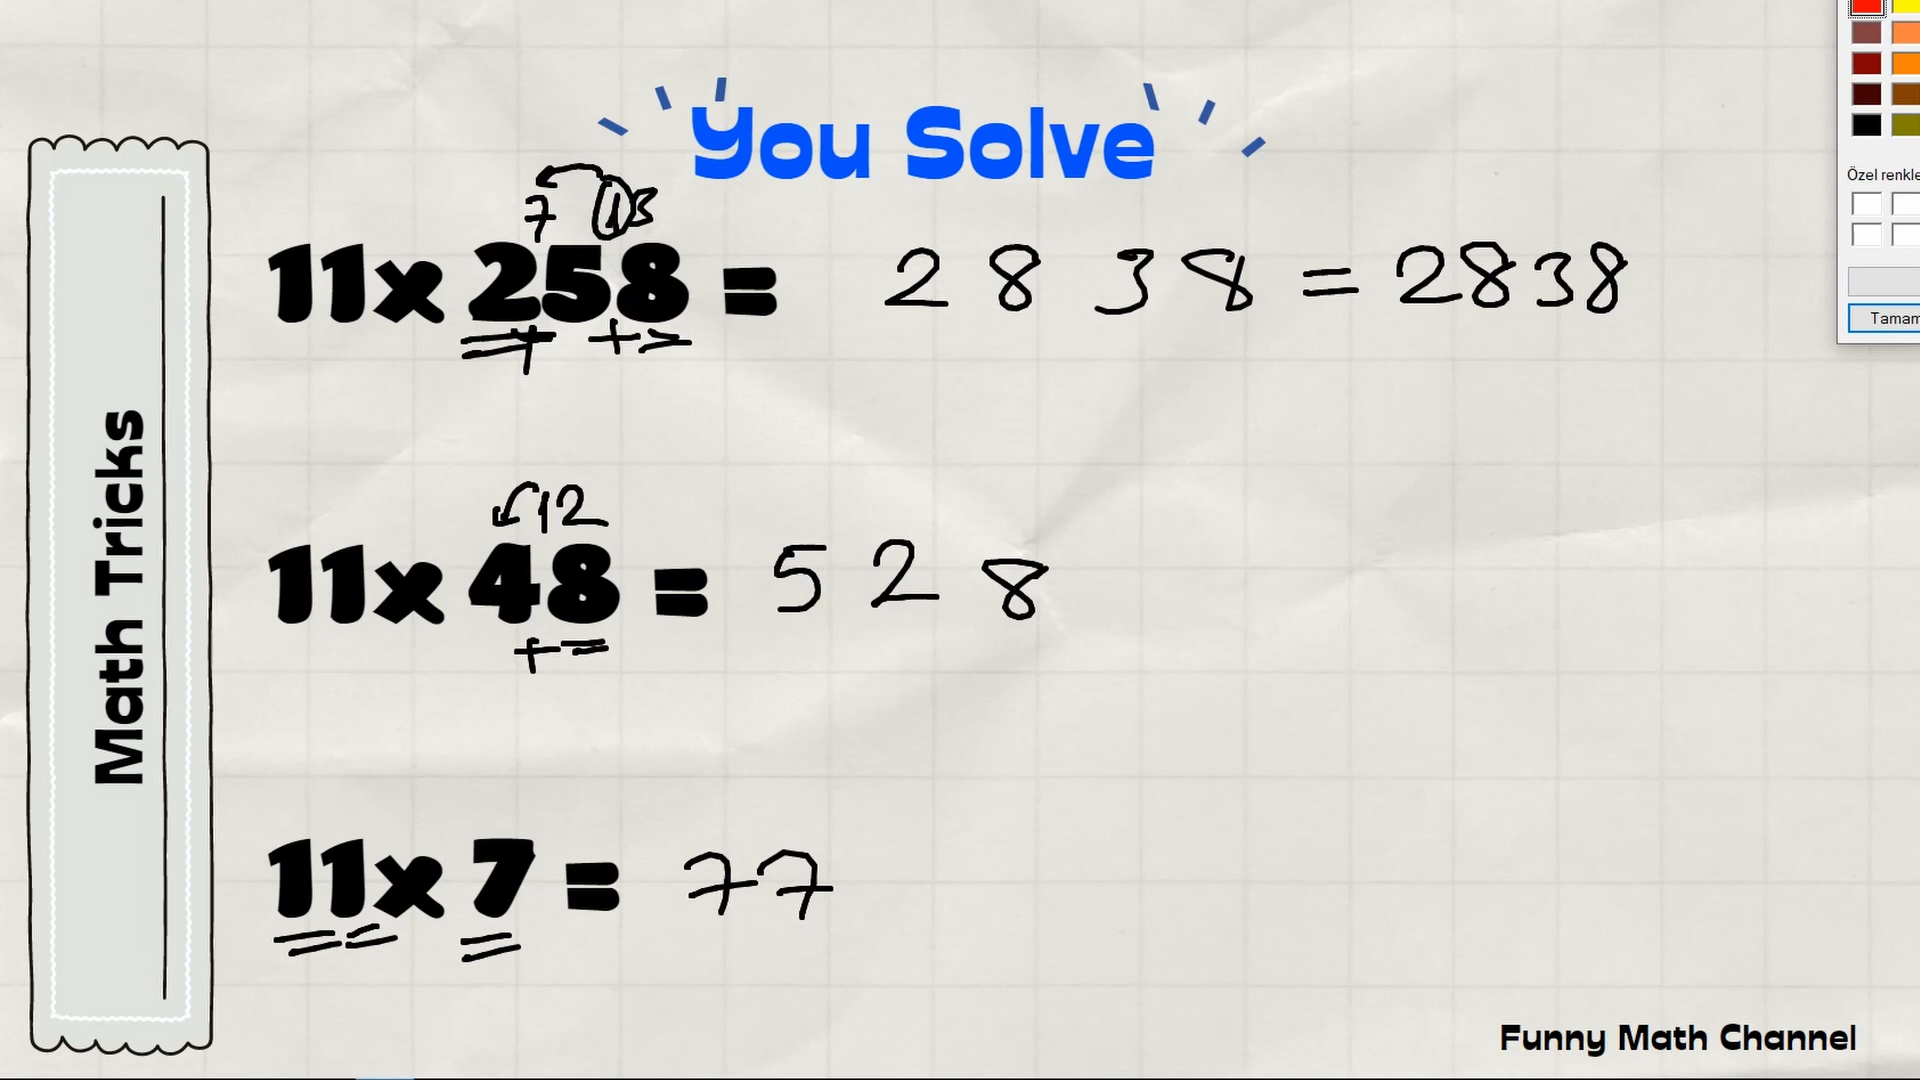 You Solve
7 13
11x 258 = 2 8 3 8 = 2838
+ +
12
11x 48 = 5 2 8
+
11x 7 = 77
Math Tricks
Funny Math Channel
Özel renkle
Tamam